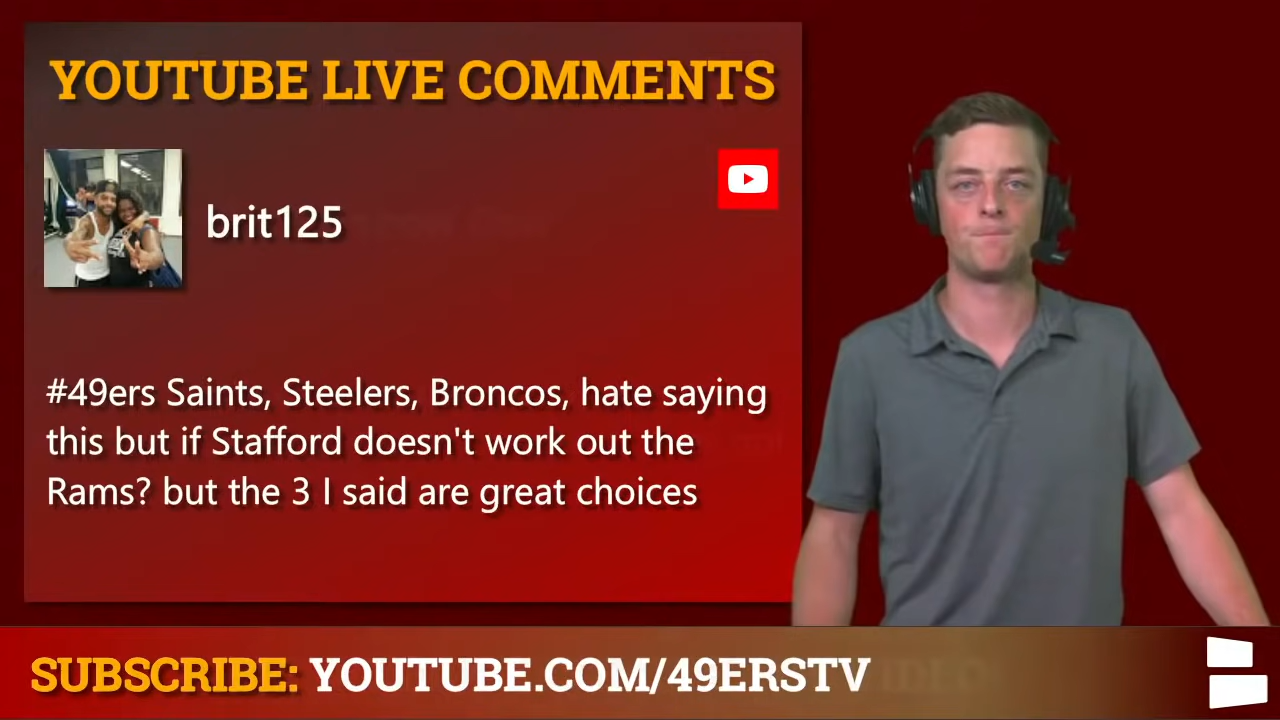 YOUTUBE LIVE COMMENTS
brit125
#49ers Saints, Steelers, Broncos, hate saying
this but if Stafford doesn't work out the
Rams? but the 3 I said are great choices
SUBSCRIBE: YOUTUBE.COM/49ERSTV